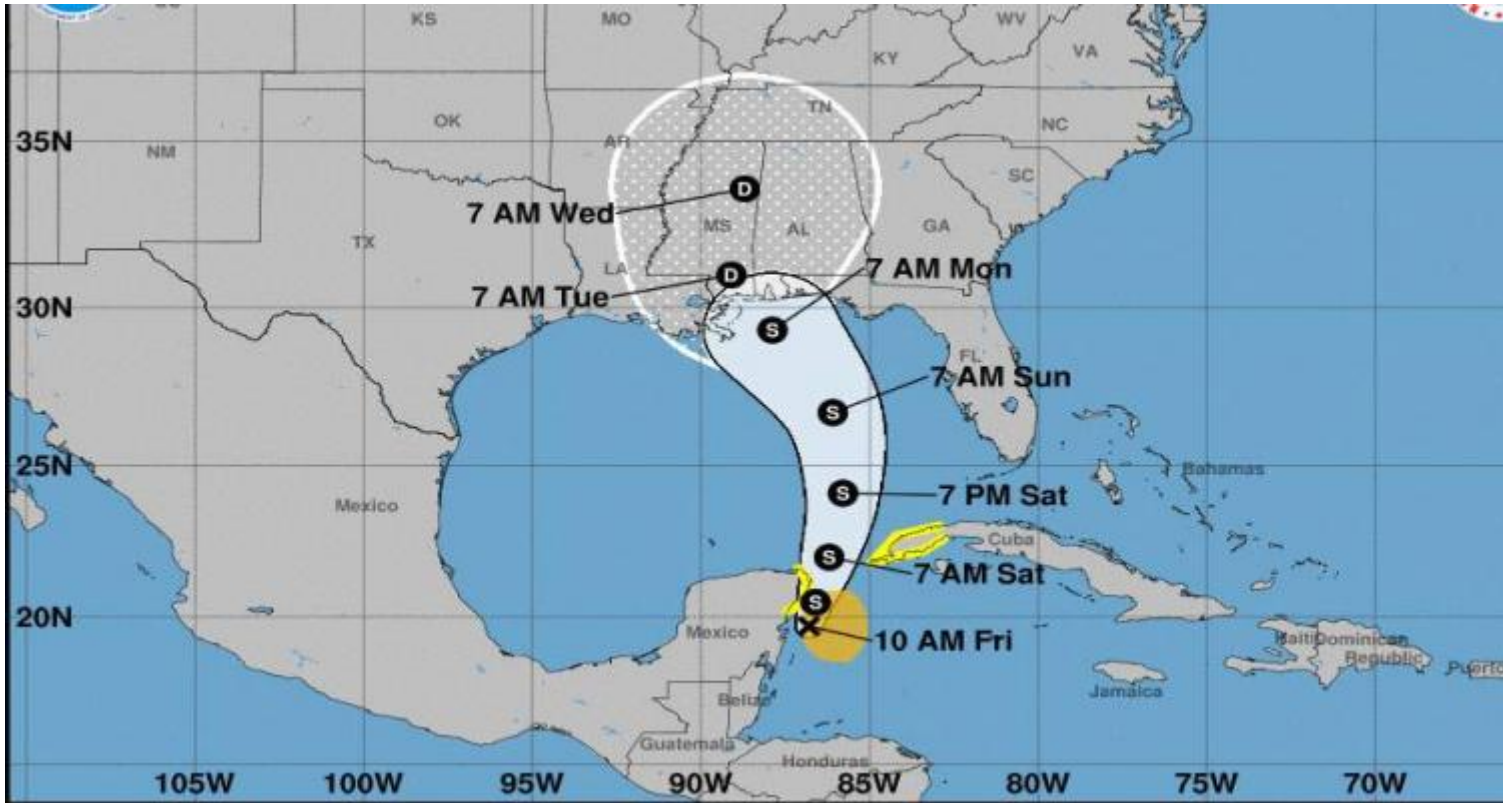 KS
MO
WV
KY
VA
OK
TN
NC
35N
AR
NM
SC
D
7 AM Wed
MS
AL
GA
TX
LA
D
7 AM Mon
7 AM Tue
30N
S
FL
7 AM Sun
S
25N
Bahamas
Mexico
S
7 PM Sat
Cuba
S
7 AM Sat
S
20N
Mexico
10 AM Fri
Haiti
Dominican
Republic
Puerto
Jamaica
Belize
Guatemala
Honduras
105W
100W
95W
90W
85W
80W
75W
70W